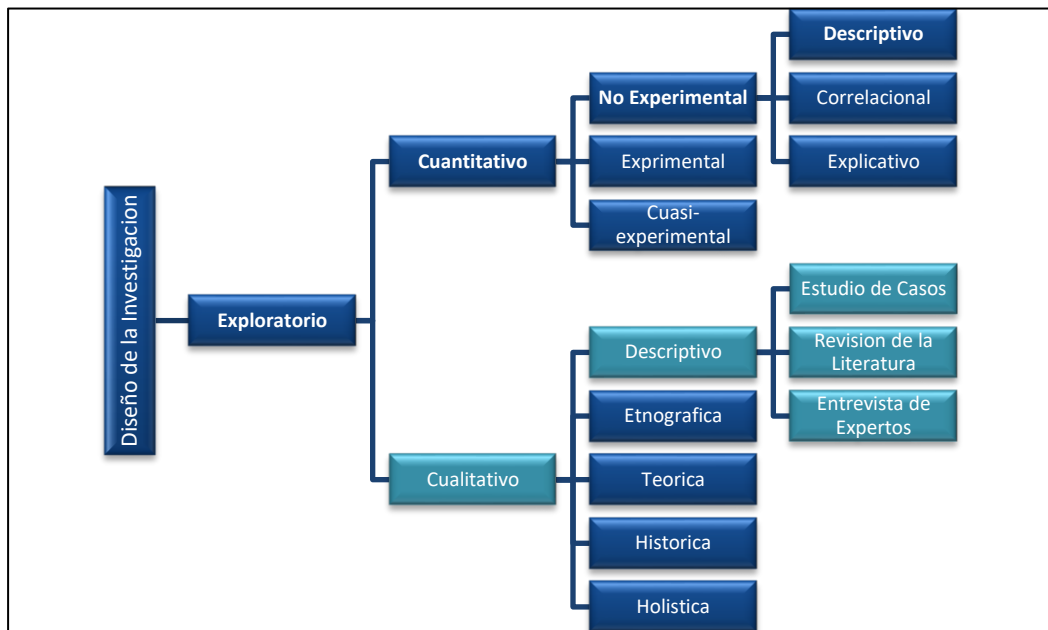 Diseño de la Investigacion
Exploratorio
Cuantitativo
No Experimental
Descriptivo
Correlacional
Explicativo
Exprimental
Cuasi-
experimental
Cualitativo
Descriptivo
Estudio de Casos
Revision de la
Literatura
Entrevista de
Expertos
Etnografica
Teorica
Historica
Holistica